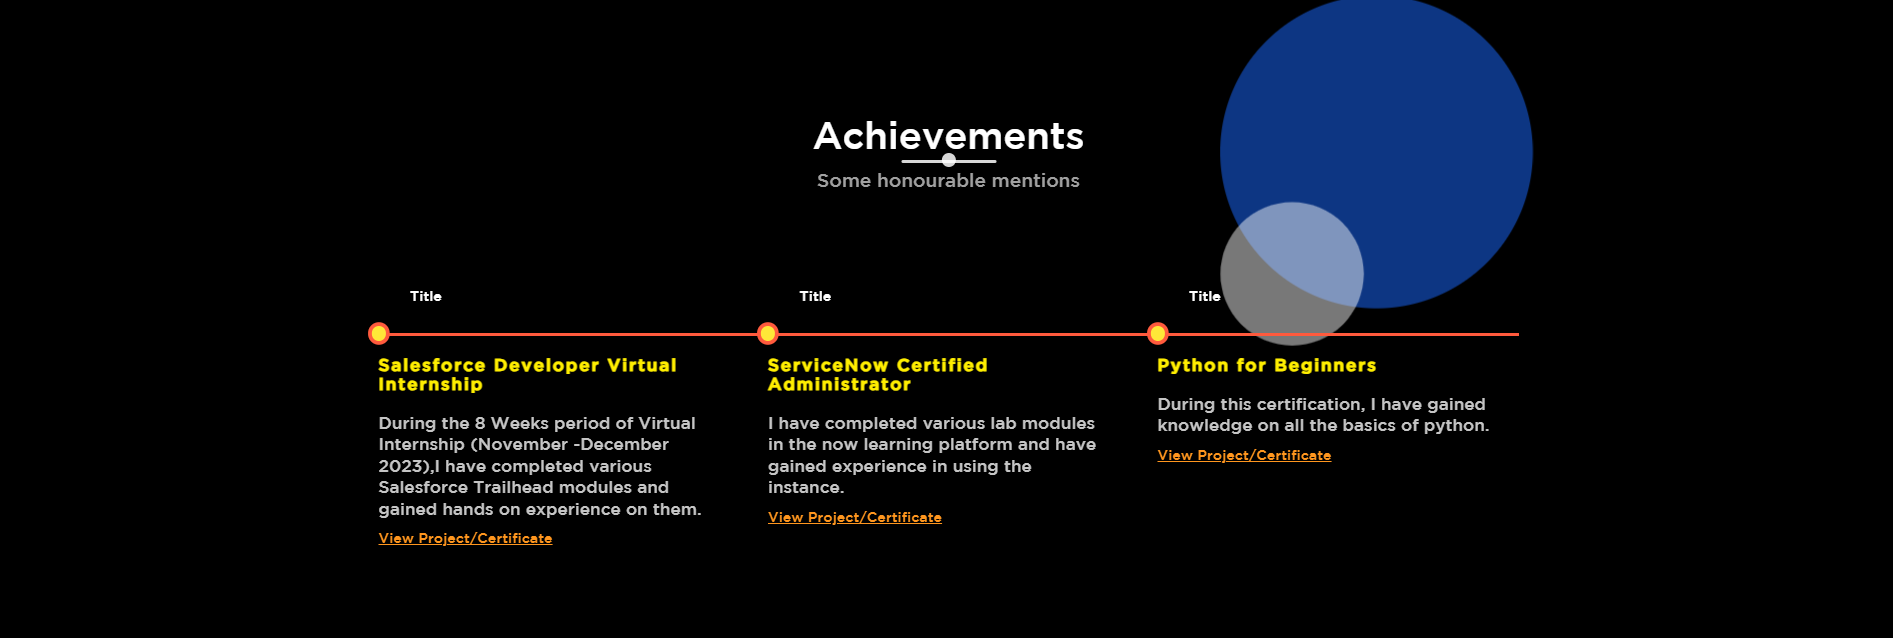 Achievements
Some honourable mentions
Title
Title
Title
Salesforce Developer Virtual
Internship
During the 8 Weeks period of Virtual
Internship (November -December
2023),I have completed various
Salesforce Trailhead modules and
gained hands on experience on them.
View Project/Certificate
ServiceNow Certified
Administrator
I have completed various lab modules
in the now learning platform and have
gained experience in using the
instance.
View Project/Certificate
Python for Beginners
During this certification, I have gained
knowledge on all the basics of python.
View Project/Certificate